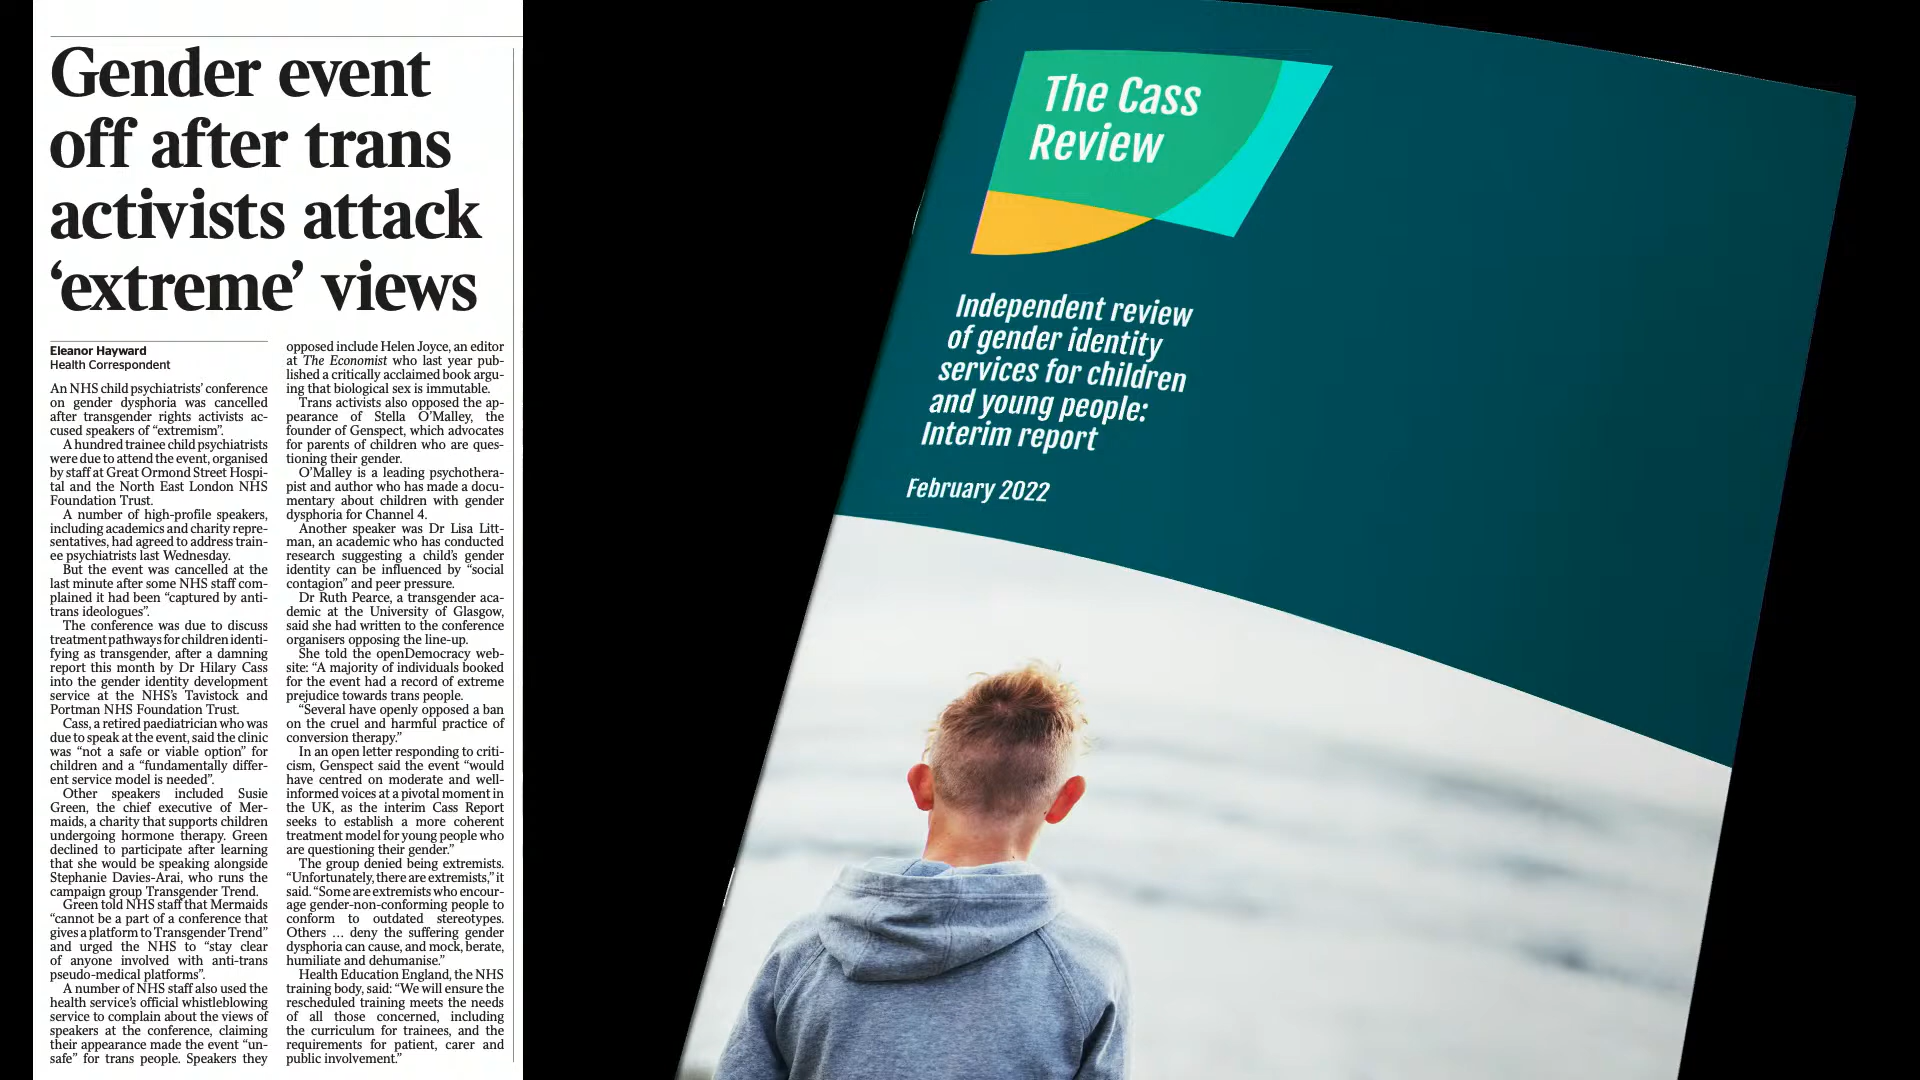 Gender event
off after trans
activists attack
‘extreme’ views
Eleanor Hayward
Health Correspondent
An NHS child psychiatrists’ conference
on gender dysphoria was cancelled
after transgender rights activists ac-
cused speakers of “extremism”.
A hundred trainee child psychiatrists
were due to attend the event, organised
by staff at Great Ormond Street Hospi-
tal and the North East London NHS
Foundation Trust.
A number of high-profile speakers,
including academics and charity repre-
sentatives, had agreed to address train-
ee psychiatrists last Wednesday.
But the event was cancelled at the
last minute after some NHS staff com-
plained it had been “captured by anti-
trans ideologues”.
The conference was due to discuss
treatment pathways for children identi-
fying as transgender, after a damning
report this month by Dr Hilary Cass
into the gender identity development
service at the NHS’s Tavistock and
Portman NHS Foundation Trust.
Cass, a retired paediatrician who was
due to speak at the event, said the clinic
was “not a safe or viable option” for
children and a “fundamentally differ-
ent service model is needed”.
Other speakers included Susie
Green, the chief executive of Mer-
maids, a charity that supports children
undergoing hormone therapy. Green
declined to participate after learning
that she would be speaking alongside
Stephanie Davies-Arai, who runs the
campaign group Transgender Trend.
Green told NHS staff that Mermaids
“cannot be a part of a conference that
gives a platform to Transgender Trend”
and urged the NHS to “stay clear
of anyone involved with anti-trans
pseudo-medical platforms”.
A number of NHS staff also used the
health service’s official whistleblowing
service to complain about the views of
speakers at the conference, claiming
their appearance made the event “un-
safe” for trans people. Speakers they
opposed include Helen Joyce, an editor
at The Economist who last year pub-
lished a critically acclaimed book argu-
ing that biological sex is immutable.
Trans activists also opposed the ap-
pearance of Stella O’Malley, the
founder of Genspect, which advocates
for parents of children who are ques-
tioning their gender.
O’Malley is a leading psychothera-
pist and author who has made a docu-
mentary about children with gender
dysphoria for Channel 4.
Another speaker was Dr Lisa Litt-
man, an academic who has conducted
research suggesting a child’s gender
identity can be influenced by “social
contagion” and peer pressure.
Dr Ruth Pearce, a transgender aca-
demic at the University of Glasgow,
said she had written to the conference
organisers opposing the line-up.
She told the openDemocracy web-
site: “A majority of individuals booked
for the event had a record of extreme
prejudice towards trans people.
“Several have openly opposed a ban
on the cruel and harmful practice of
conversion therapy.”
In an open letter responding to criti-
cism, Genspect said the event “would
have centred on moderate and well-
informed voices at a pivotal moment in
the UK, as the interim Cass Report
seeks to establish a more coherent
treatment model for young people who
are questioning their gender.”
The group denied being extremists.
“Unfortunately, there are extremists,” it
said. “Some are extremists who encour-
age gender-non-conforming people to
conform to outdated stereotypes.
Others … deny the suffering gender
dysphoria can cause, and mock, berate,
humiliate and dehumanise.”
Health Education England, the NHS
training body, said: “We will ensure the
rescheduled training meets the needs
of all those concerned, including
the curriculum for trainees, and the
requirements for patient, carer and
public involvement.”
The Cass
Review
Independent review
of gender identity
services for children
and young people:
Interim report
February 2022